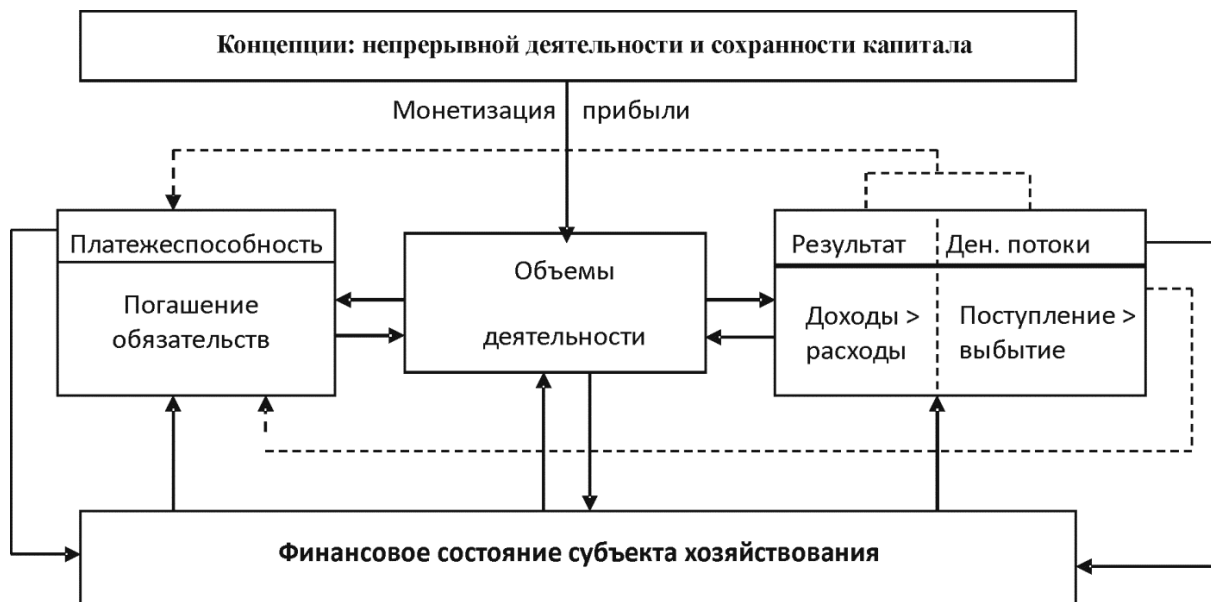 Концепции: непрерывной деятельности и сохранности капитала
Монетизация прибыли
Платежеспособность
Погашение
обязательств
Объемы
деятельности
Результат
Ден. потоки
Доходы >
расходы
Поступление >
выбытие
Финансовое состояние субъекта хозяйствования